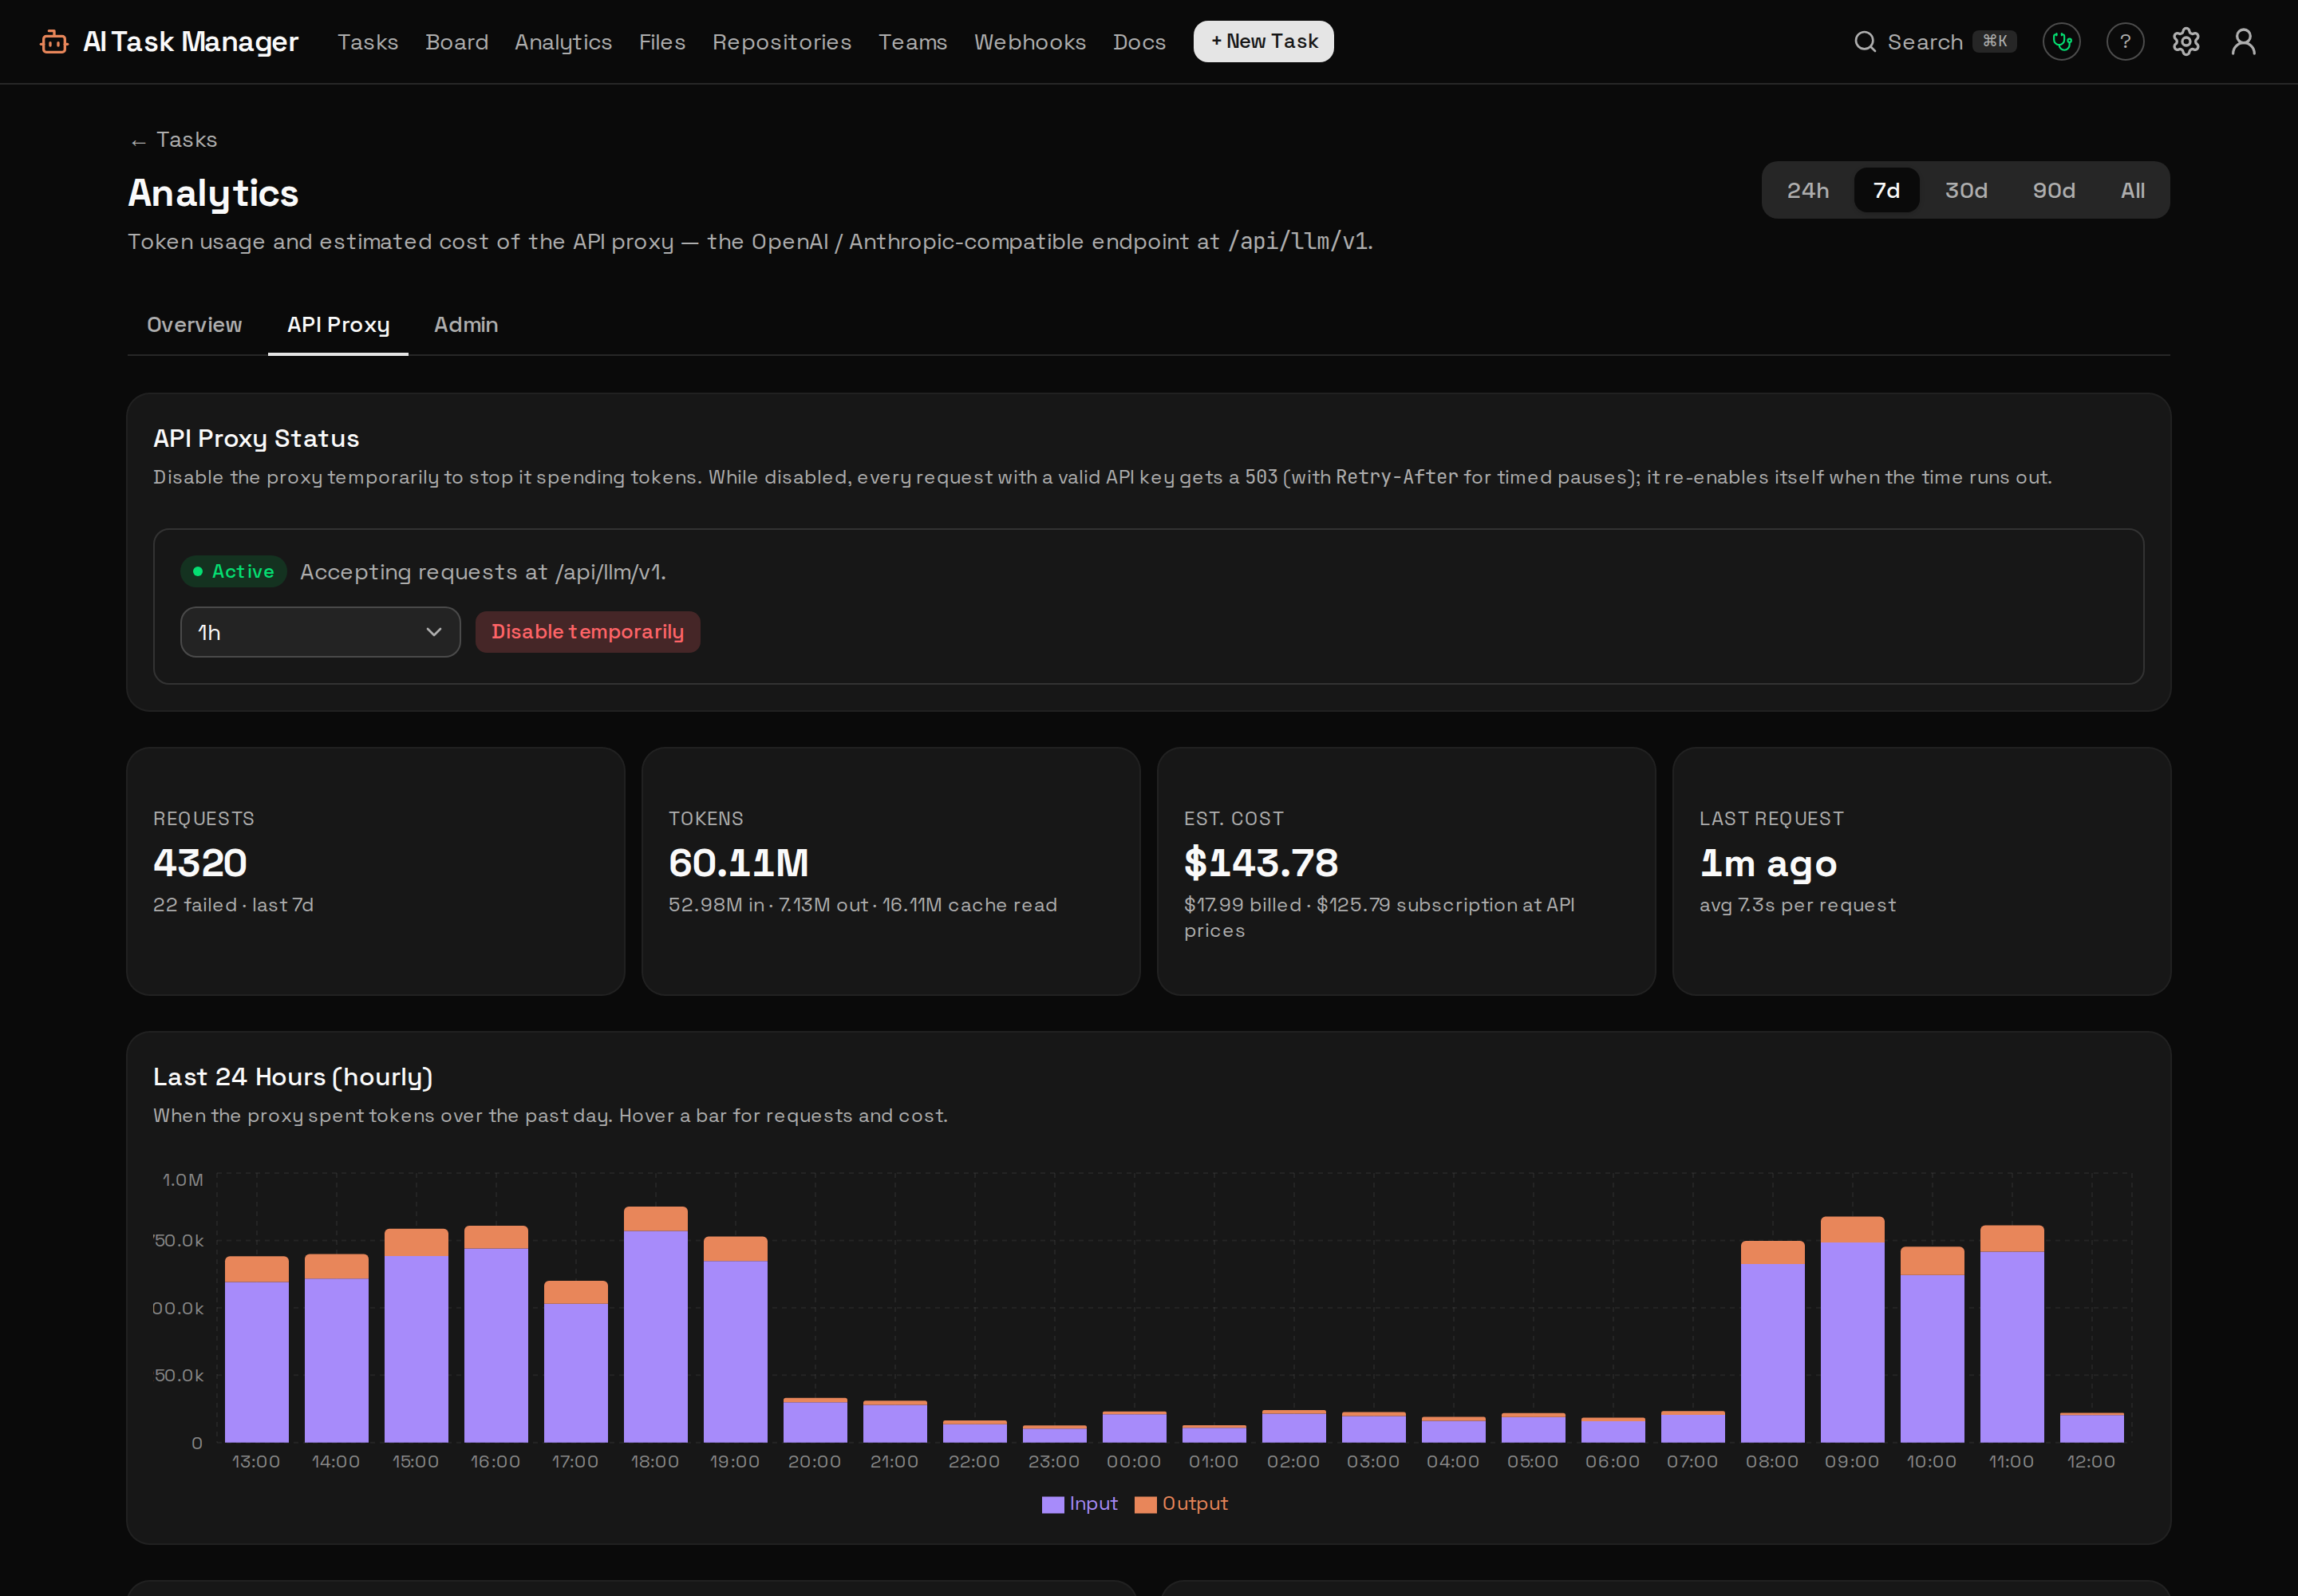 AI Task Manager Tasks Board Analytics Files Repositories Teams Webhooks Docs + New Task Search ⌘K ?
← Tasks
Analytics
24h 7d 30d 90d All
Token usage and estimated cost of the API proxy — the OpenAI / Anthropic-compatible endpoint at /api/llm/v1.
Overview API Proxy Admin
API Proxy Status
Disable the proxy temporarily to stop it spending tokens. While disabled, every request with a valid API key gets a 503 (with Retry-After for timed pauses); it re-enables itself when the time runs out.
Active Accepting requests at /api/llm/v1.
1h Disable temporarily
REQUESTS
4320
22 failed · last 7d
TOKENS
60.11M
52.98M in · 7.13M out · 16.11M cache read
EST. COST
$143.78
$17.99 billed · $125.79 subscription at API
prices
LAST REQUEST
1m ago
avg 7.3s per request
Last 24 Hours (hourly)
When the proxy spent tokens over the past day. Hover a bar for requests and cost.
1.0M
50.0k
00.0k
50.0k
0
13:00 14:00 15:00 16:00 17:00 18:00 19:00 20:00 21:00 22:00 23:00 00:00 01:00 02:00 03:00 04:00 05:00 06:00 07:00 08:00 09:00 10:00 11:00 12:00
Input Output